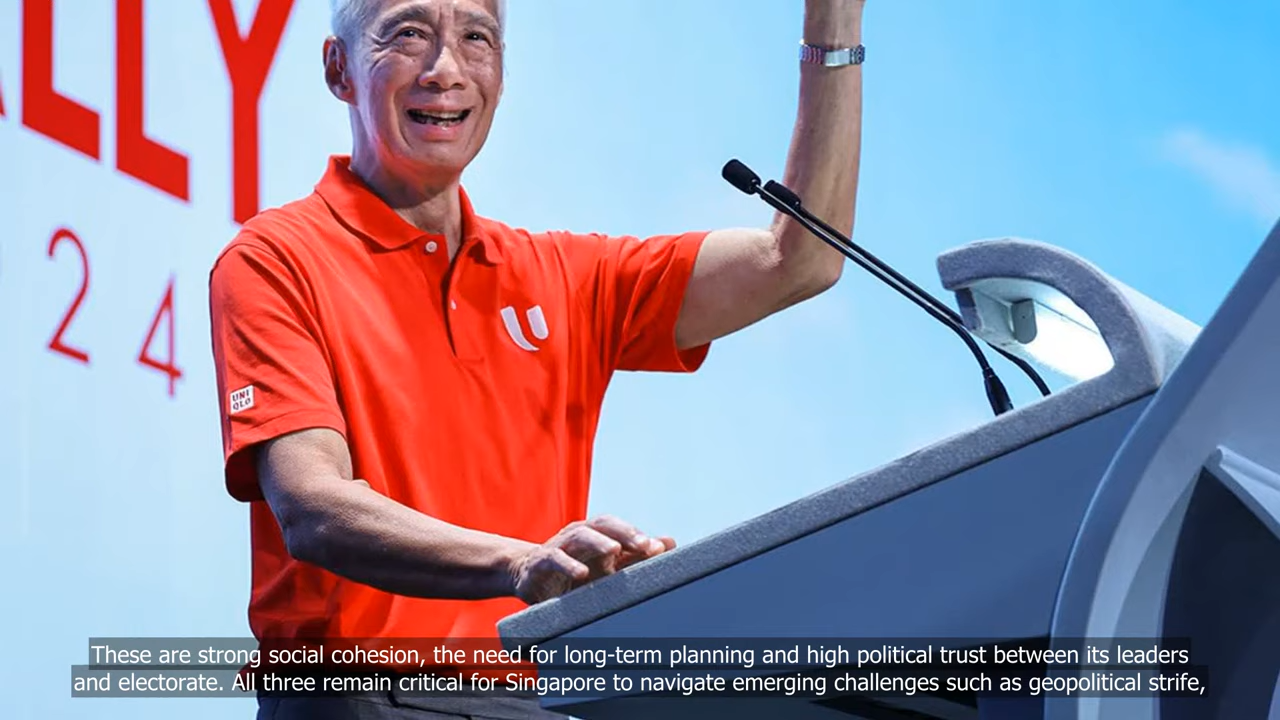 ALLY
24
U
UNI
QLO
These are strong social cohesion, the need for long-term planning and high political trust between its leaders
and electorate. All three remain critical for Singapore to navigate emerging challenges such as geopolitical strife,